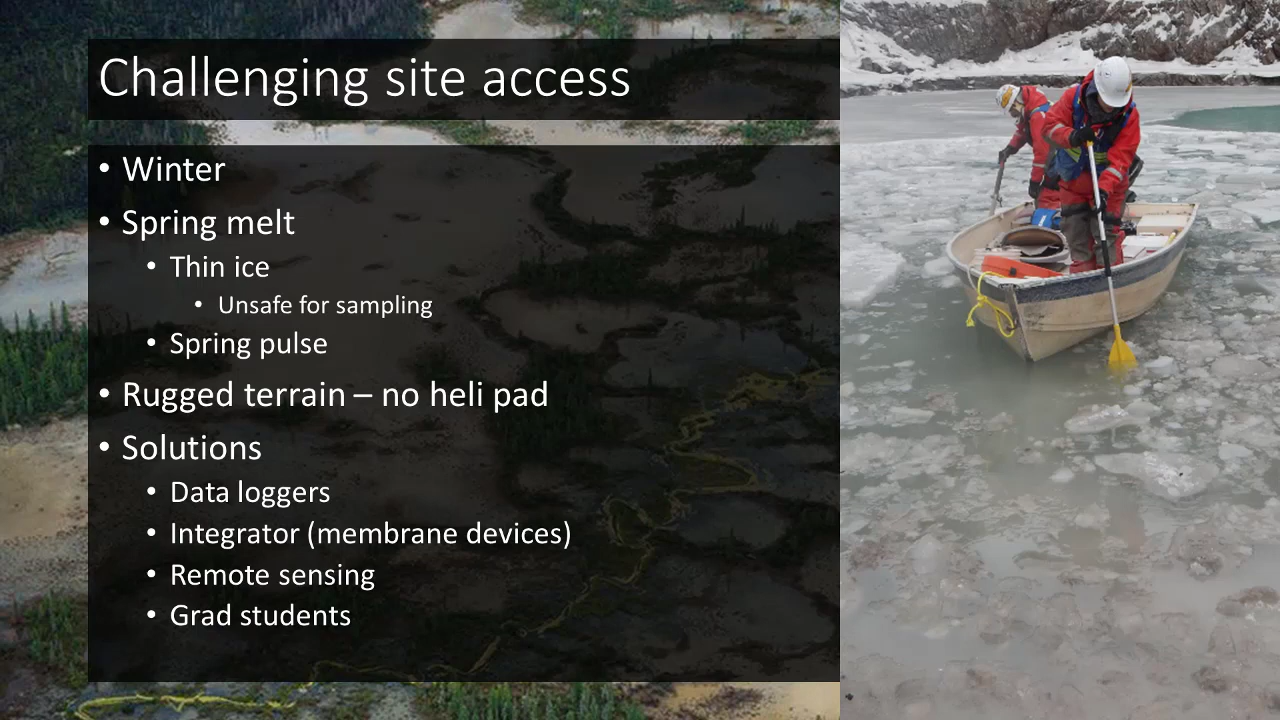 Challenging site access
• Winter
• Spring melt
• Thin ice
• Unsafe for sampling
• Spring pulse
• Rugged terrain – no heli pad
• Solutions
• Data loggers
• Integrator (membrane devices)
• Remote sensing
• Grad students